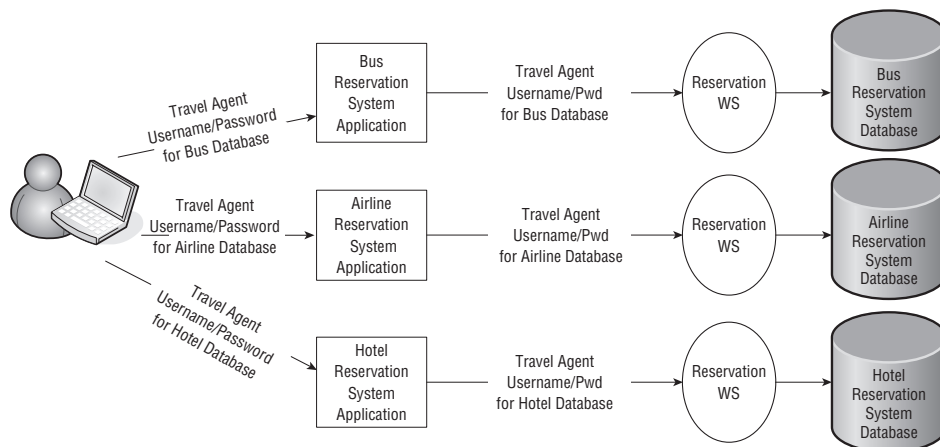 Travel Agent
Username/Password
for Bus Database
Bus
Reservation
System
Application
Travel Agent
Username/Pwd
for Bus Database
Reservation
WS
Bus
Reservation
System
Database
Travel Agent
Username/Password
for Airline Database
Airline
Reservation
System
Application
Travel Agent
Username/Pwd
for Airline Database
Reservation
WS
Airline
Reservation
System
Database
Travel Agent
Username/Password
for Hotel Database
Hotel
Reservation
System
Application
Travel Agent
Username/Pwd
for Hotel Database
Reservation
WS
Hotel
Reservation
System
Database